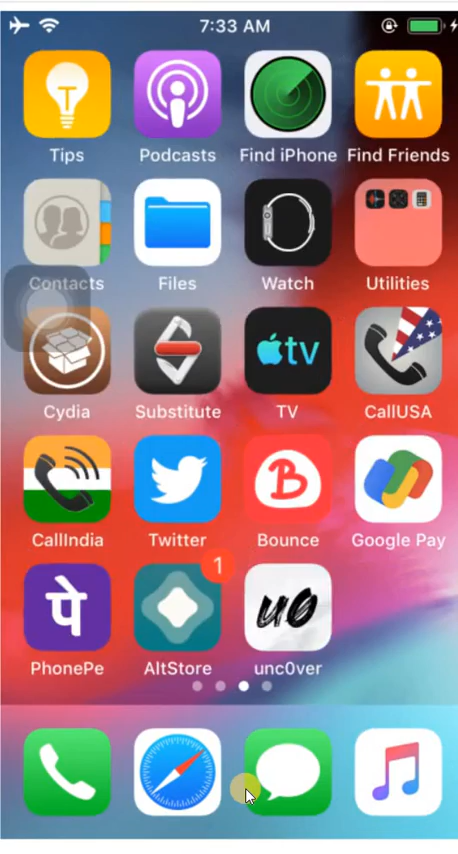 7:33 AM
T
Tips
Podcasts
Find iPhone
Find Friends
Contacts
Files
Watch
Utilities
tv
Cydia
Substitute
TV
CallUSA
B
CallIndia
Twitter
Bounce
Google Pay
1
पे
u0
PhonePe
AltStore
unc0ver